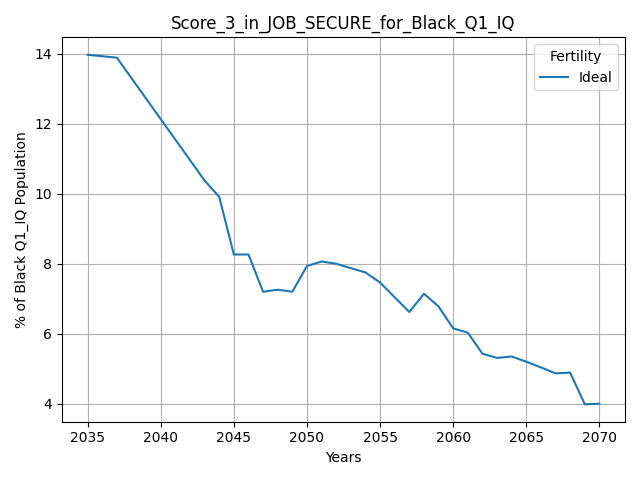 Score_3_in_JOB_SECURE_for_Black_Q1_IQ
Fertility
Ideal
% of Black Q1_IQ Population
14
12
10
8
6
4
2035 2040 2045 2050 2055 2060 2065 2070
Years